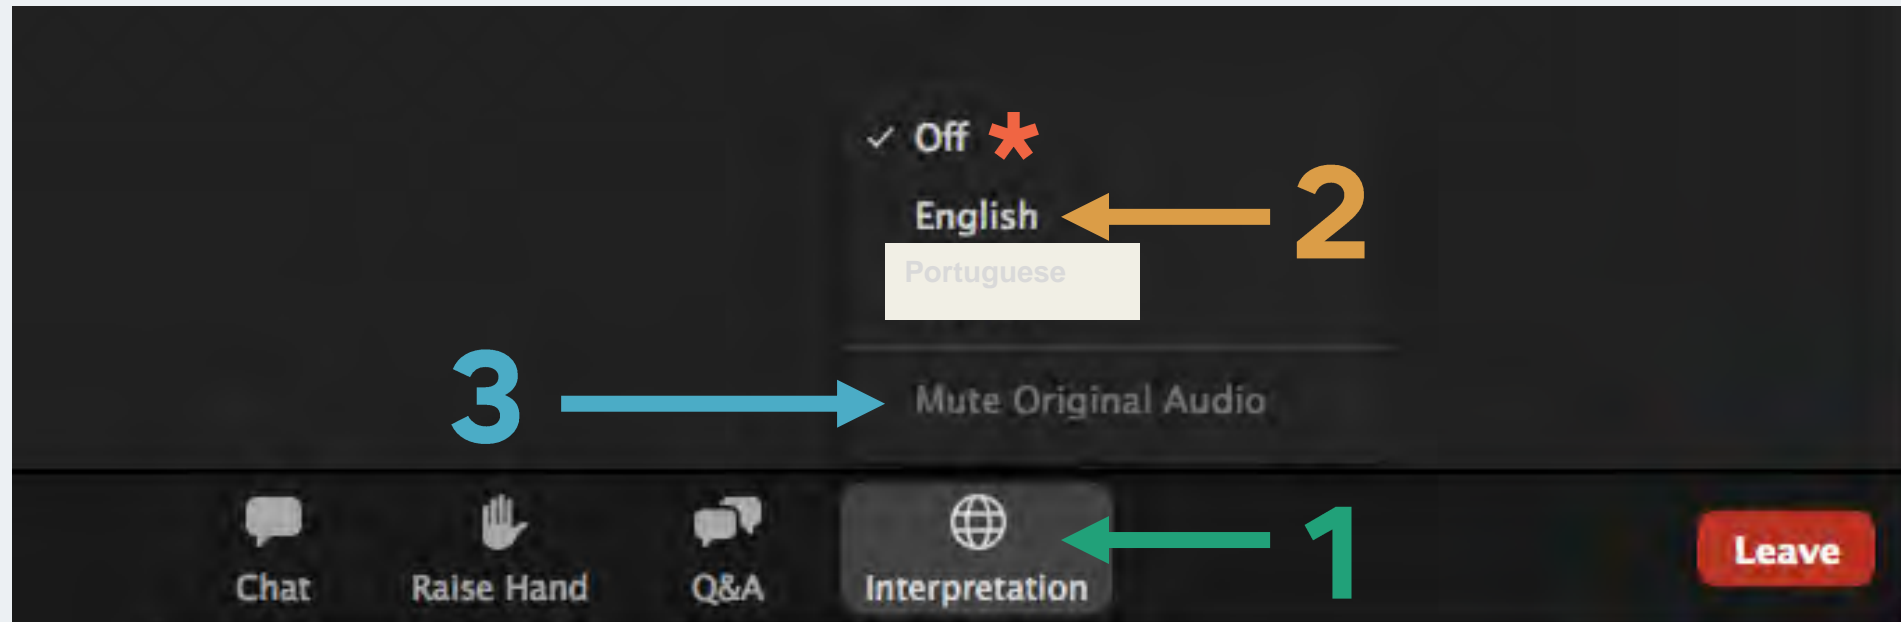 ✓ Off *
English 2
Portuguese
3 Mute Original Audio
1
Chat Raise Hand Q&A Interpretation Leave